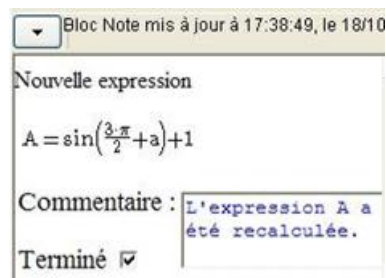 Bloc Note mis à jour à 17:38:49, le 18/10
Nouvelle expression
A = sin(3·π/2 + a) + 1
Commentaire : L'expression A a
été recalculée.
Terminé